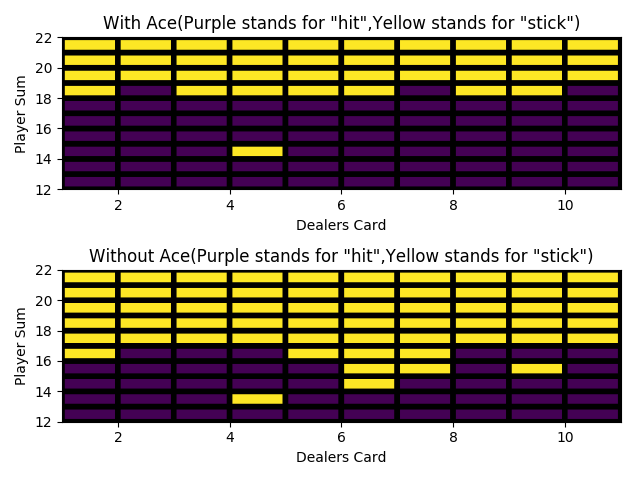 With Ace(Purple stands for "hit",Yellow stands for "stick")
22
20
18
16
14
12
Player Sum
2 4 6 8 10
Dealers Card
Without Ace(Purple stands for "hit",Yellow stands for "stick")
22
20
18
16
14
12
Player Sum
2 4 6 8 10
Dealers Card